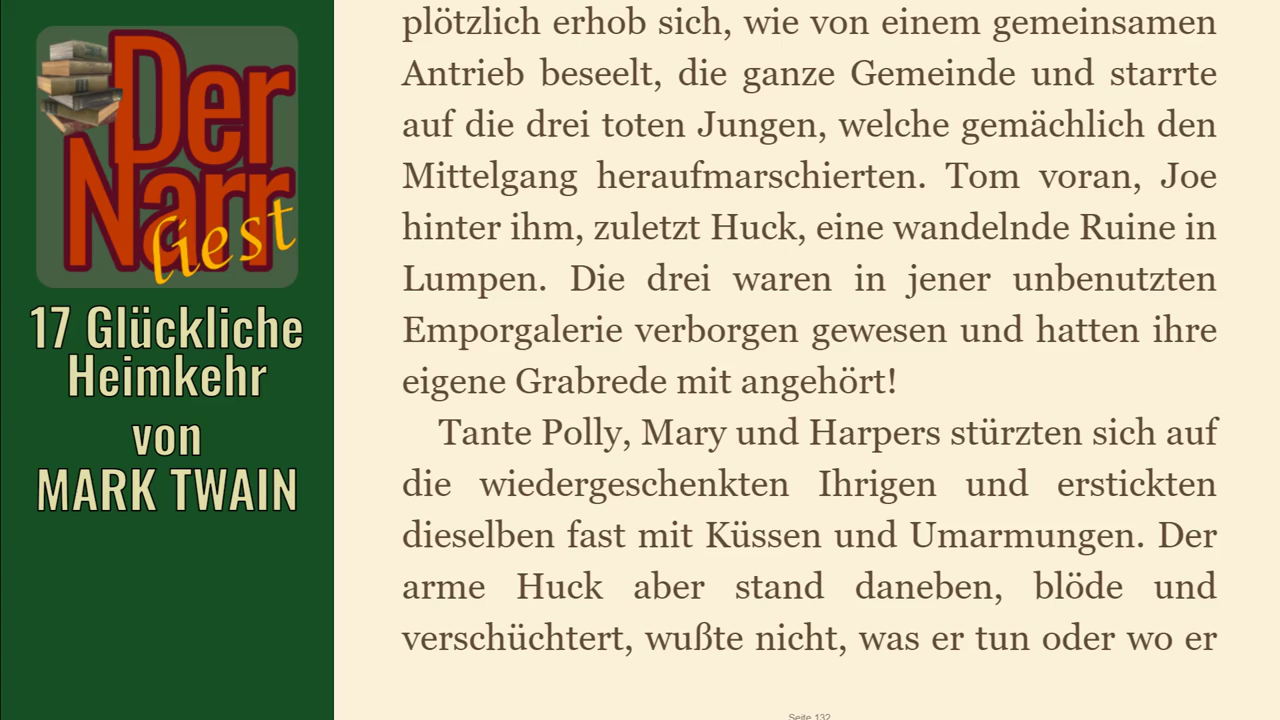 Der
Narr
liest
17 Glückliche
Heimkehr
von
MARK TWAIN
plötzlich erhob sich, wie von einem gemeinsamen
Antrieb beseelt, die ganze Gemeinde und starrte
auf die drei toten Jungen, welche gemächlich den
Mittelgang heraufmarschierten. Tom voran, Joe
hinter ihm, zuletzt Huck, eine wandelnde Ruine in
Lumpen. Die drei waren in jener unbenutzten
Emporgalerie verborgen gewesen und hatten ihre
eigene Grabrede mit angehört!
Tante Polly, Mary und Harpers stürzten sich auf
die wiedergeschenkten Ihrigen und erstickten
dieselben fast mit Küssen und Umarmungen. Der
arme Huck aber stand daneben, blöde und
verschüchtert, wußte nicht, was er tun oder wo er
Seite 132